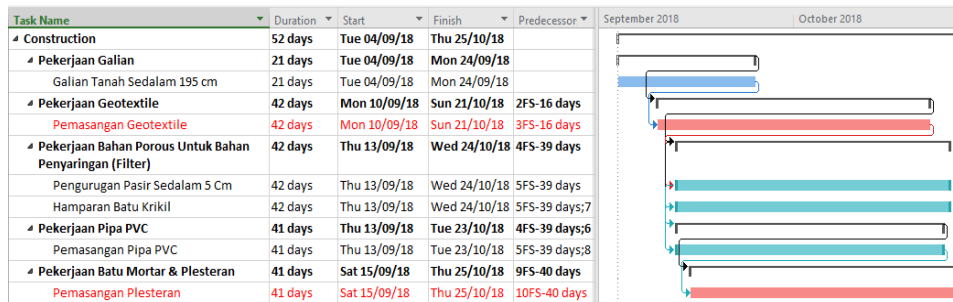 Task Name Duration Start Finish Predecessor September 2018 October 2018
Construction 52 days Tue 04/09/18 Thu 25/10/18
Pekerjaan Galian 21 days Tue 04/09/18 Mon 24/09/18
Galian Tanah Sedalam 195 cm 21 days Tue 04/09/18 Mon 24/09/18
Pekerjaan Geotextile 42 days Mon 10/09/18 Sun 21/10/18 2FS-16 days
Pemasangan Geotextile 42 days Mon 10/09/18 Sun 21/10/18 3FS-16 days
Pekerjaan Bahan Porous Untuk Bahan 42 days Thu 13/09/18 Wed 24/10/18 4FS-39 days
Penyaringan (Filter)
Pengurugan Pasir Sedalam 5 Cm 42 days Thu 13/09/18 Wed 24/10/18 5FS-39 days
Hamparan Batu Krikil 42 days Thu 13/09/18 Wed 24/10/18 5FS-39 days;7
Pekerjaan Pipa PVC 41 days Thu 13/09/18 Tue 23/10/18 4FS-39 days;6
Pemasangan Pipa PVC 41 days Thu 13/09/18 Tue 23/10/18 5FS-39 days;8
Pekerjaan Batu Mortar & Plesteran 41 days Sat 15/09/18 Thu 25/10/18 9FS-40 days
Pemasangan Plesteran 41 days Sat 15/09/18 Thu 25/10/18 10FS-40 days